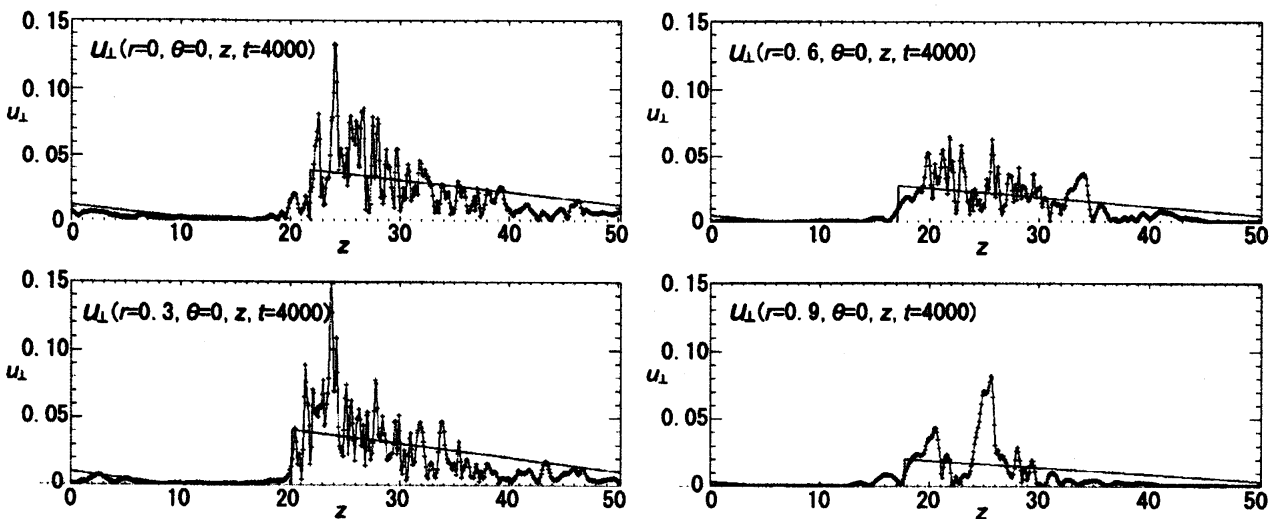 0.15
u⊥(r=0, θ=0, z, t=4000)
0.10
u⊥
0.05
0
0 10 20 30 40 50
z
0.15
u⊥(r=0.6, θ=0, z, t=4000)
0.10
u⊥
0.05
0
0 10 20 30 40 50
z
0.15
u⊥(r=0.3, θ=0, z, t=4000)
0.10
u⊥
0.05
0
0 10 20 30 40 50
z
0.15
u⊥(r=0.9, θ=0, z, t=4000)
0.10
u⊥
0.05
0
0 10 20 30 40 50
z